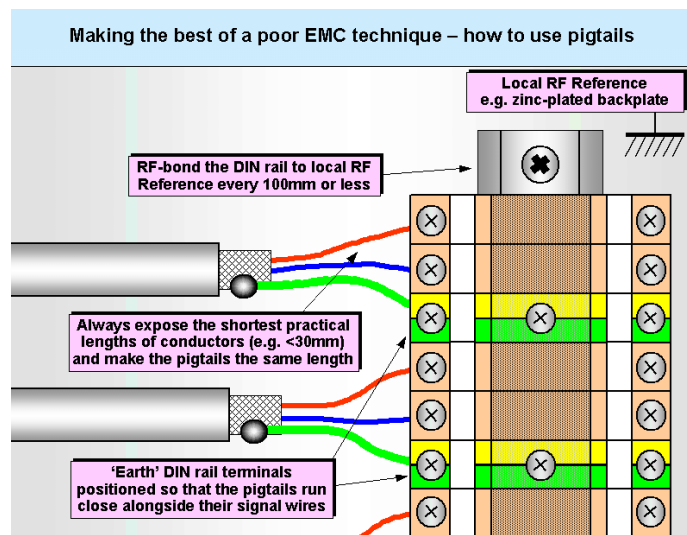 Making the best of a poor EMC technique – how to use pigtails
Local RF Reference
e.g. zinc-plated backplate
RF-bond the DIN rail to local RF
Reference every 100mm or less
Always expose the shortest practical
lengths of conductors (e.g. <30mm)
and make the pigtails the same length
‘Earth’ DIN rail terminals
positioned so that the pigtails run
close alongside their signal wires